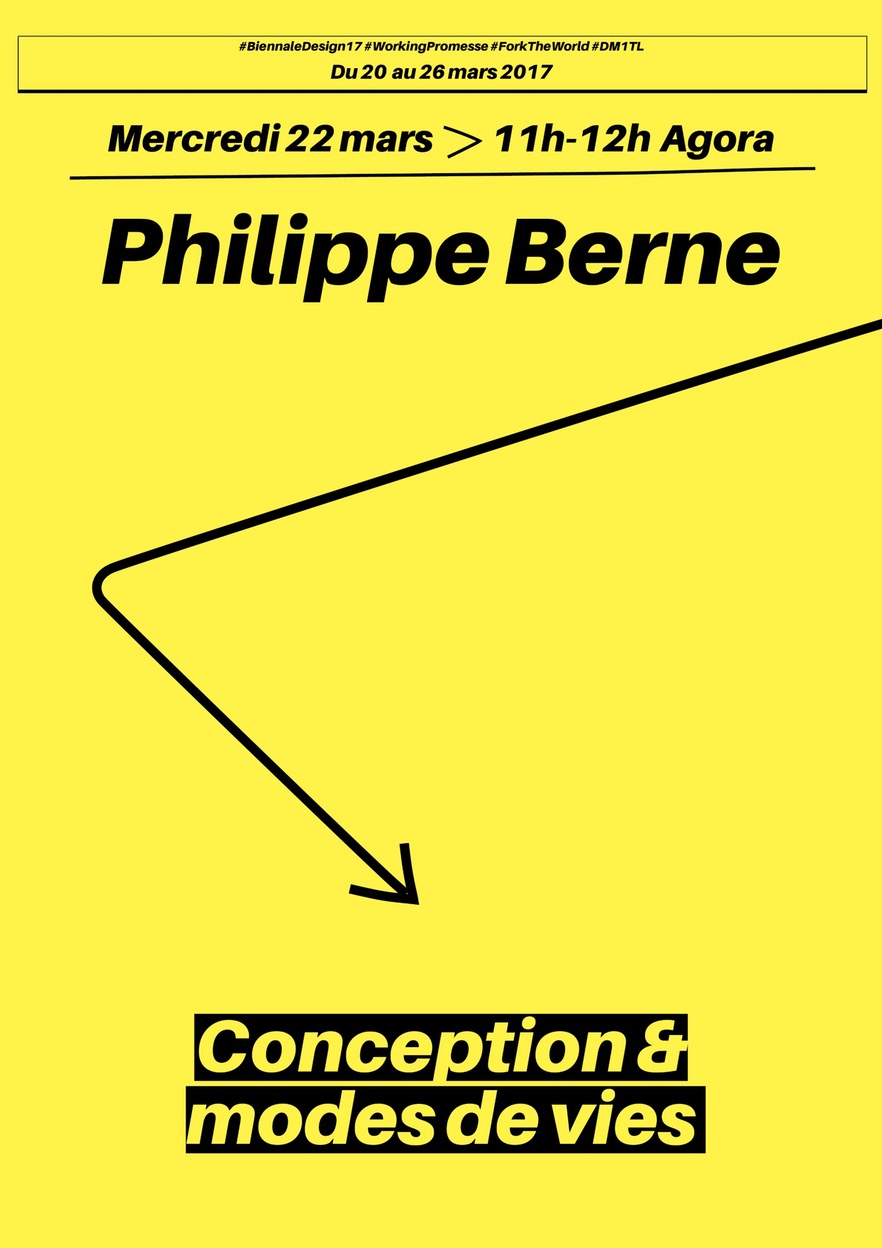 #BiennaleDesign17 #WorkingPromesse #ForkTheWorld #DM1TL
Du 20 au 26 mars 2017
Mercredi 22 mars > 11h-12h Agora
Philippe Berne
Conception &
modes de vies